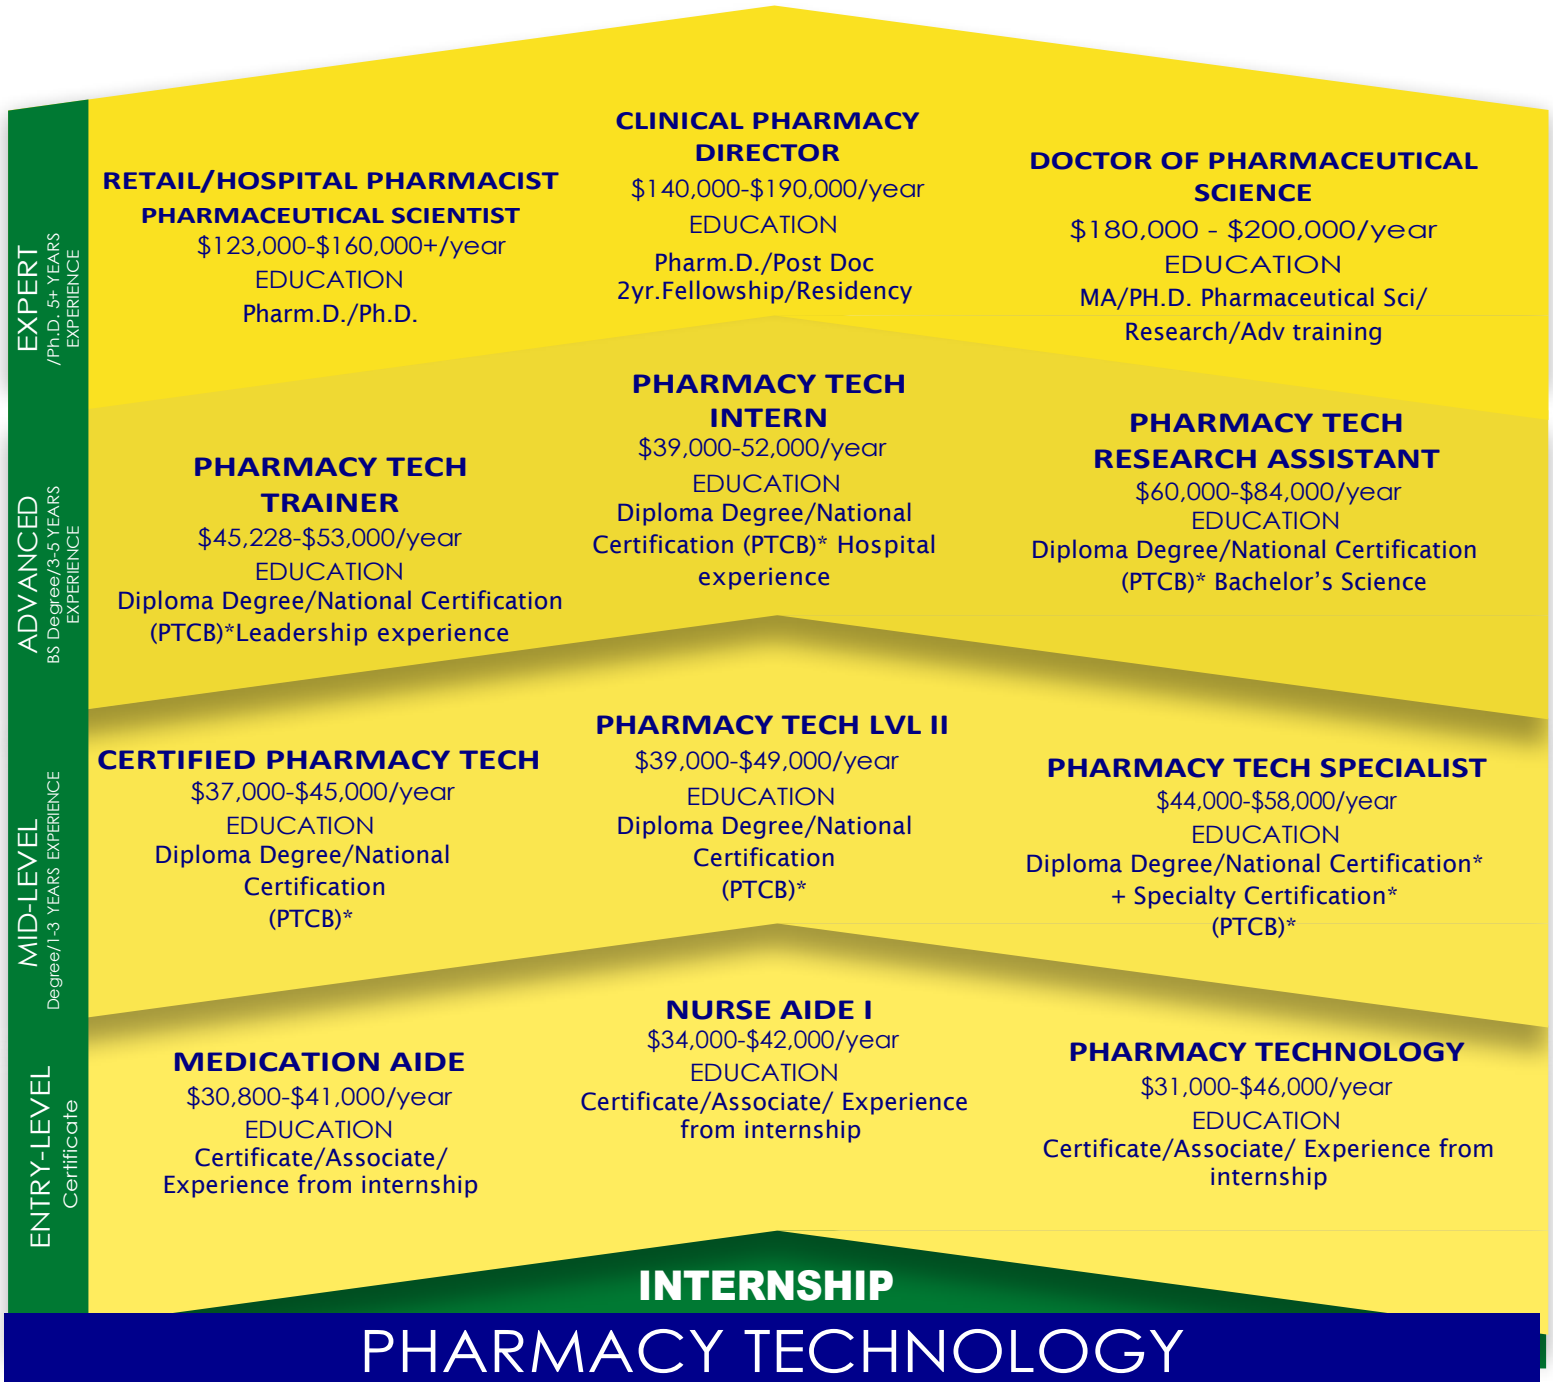 CLINICAL PHARMACY
DIRECTOR
$140,000-$190,000/year
EDUCATION
Pharm.D./Post Doc
2yr.Fellowship/Residency
RETAIL/HOSPITAL PHARMACIST
PHARMACEUTICAL SCIENTIST
$123,000-$160,000+/year
EDUCATION
Pharm.D./Ph.D.
DOCTOR OF PHARMACEUTICAL
SCIENCE
$180,000 - $200,000/year
EDUCATION
MA/PH.D. Pharmaceutical Sci/
Research/Adv training
EXPERT
/Ph.D. 5+ YEARS
EXPERIENCE
PHARMACY TECH
INTERN
$39,000-52,000/year
EDUCATION
Diploma Degree/National
Certification (PTCB)* Hospital
experience
PHARMACY TECH
TRAINER
$45,228-$53,000/year
EDUCATION
Diploma Degree/National Certification
(PTCB)*Leadership experience
PHARMACY TECH
RESEARCH ASSISTANT
$60,000-$84,000/year
EDUCATION
Diploma Degree/National Certification
(PTCB)* Bachelor’s Science
ADVANCED
BS Degree/3-5 YEARS
EXPERIENCE
CERTIFIED PHARMACY TECH
$37,000-$45,000/year
EDUCATION
Diploma Degree/National
Certification
(PTCB)*
PHARMACY TECH LVL II
$39,000-$49,000/year
EDUCATION
Diploma Degree/National
Certification
(PTCB)*
PHARMACY TECH SPECIALIST
$44,000-$58,000/year
EDUCATION
Diploma Degree/National Certification*
+ Specialty Certification*
(PTCB)*
MID-LEVEL
Degree/1-3 YEARS EXPERIENCE
MEDICATION AIDE
$30,800-$41,000/year
EDUCATION
Certificate/Associate/
Experience from internship
NURSE AIDE I
$34,000-$42,000/year
EDUCATION
Certificate/Associate/ Experience
from internship
PHARMACY TECHNOLOGY
$31,000-$46,000/year
EDUCATION
Certificate/Associate/ Experience from
internship
ENTRY-LEVEL
Certificate
INTERNSHIP
PHARMACY TECHNOLOGY